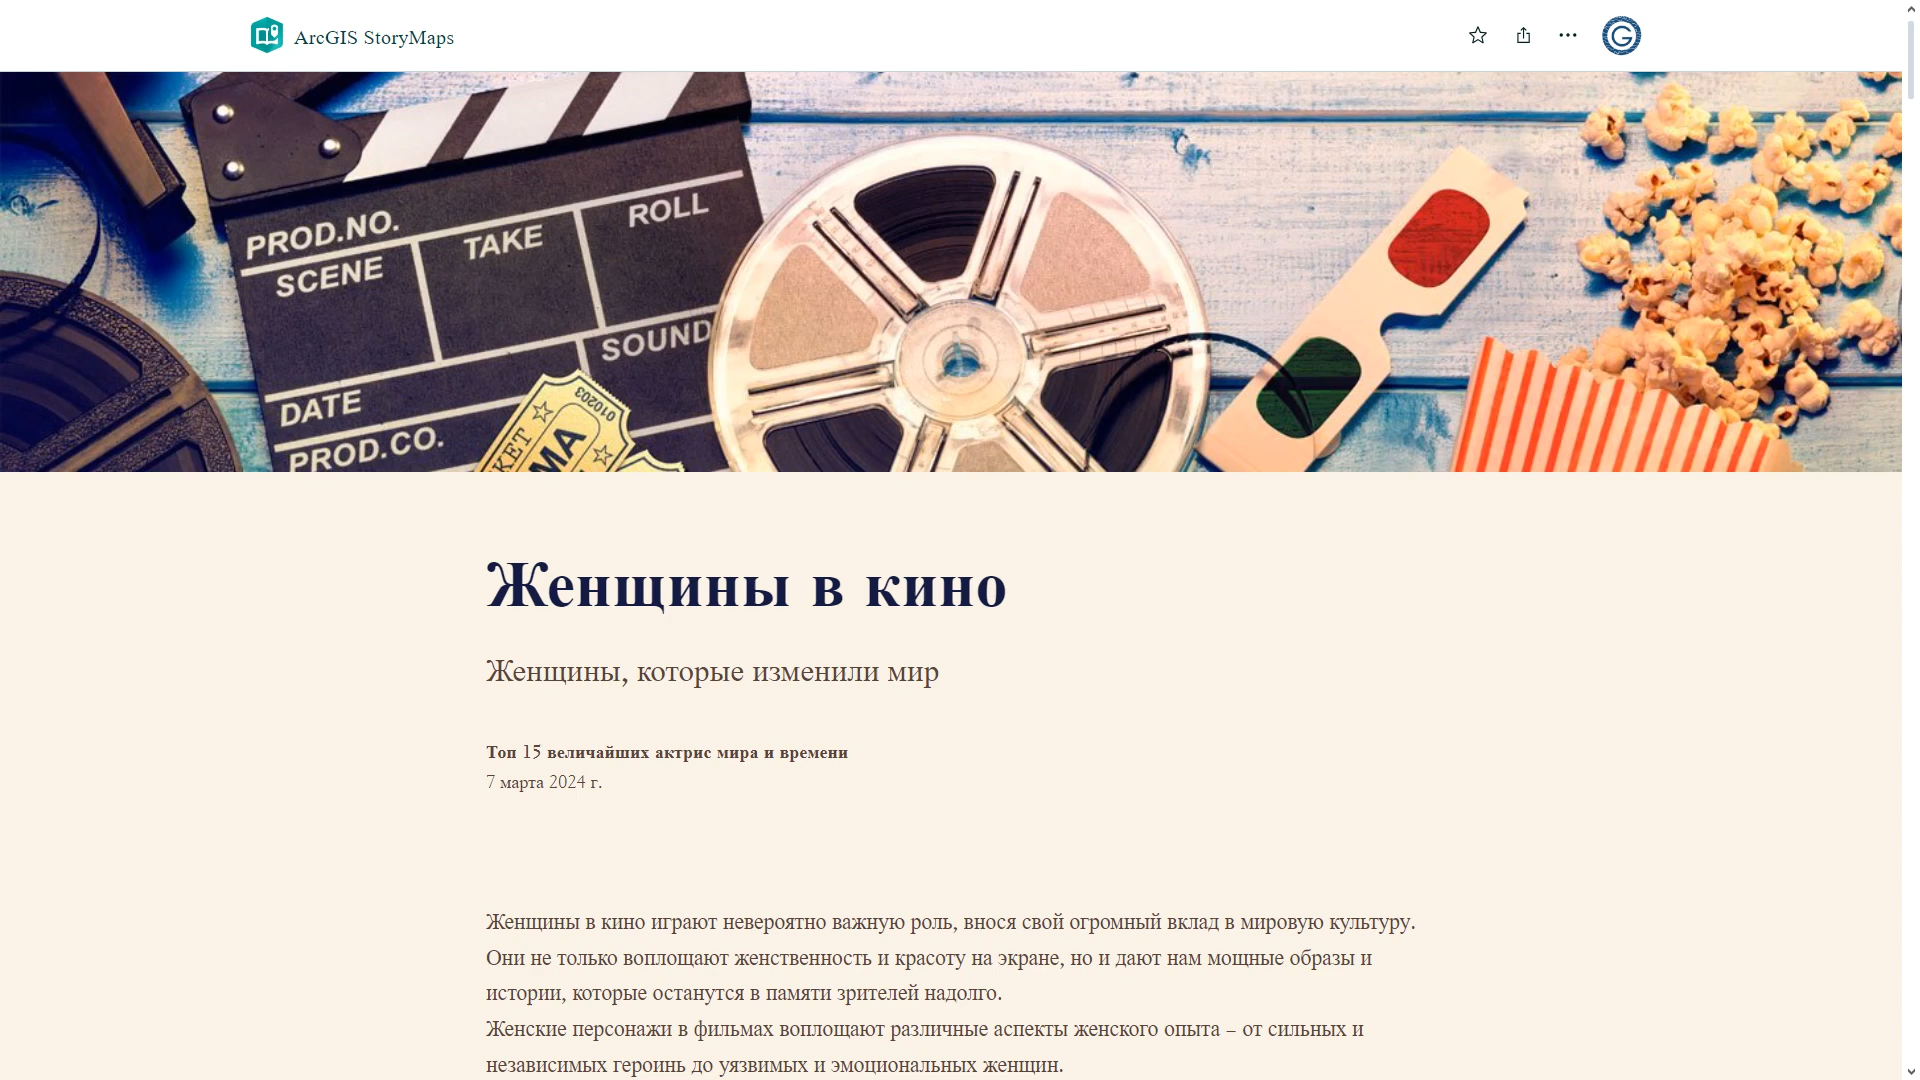 ArcGIS StoryMaps
PROD.NO.
ROLL
TAKE
SCENE
SOUND
DATE
010203
PROD.CO.
Женщины в кино
Женщины, которые изменили мир
Топ 15 величайших актрис мира и времени
7 марта 2024 г.
Женщины в кино играют невероятно важную роль, внося свой огромный вклад в мировую культуру.
Они не только воплощают женственность и красоту на экране, но и дают нам мощные образы и
истории, которые останутся в памяти зрителей надолго.
Женские персонажи в фильмах воплощают различные аспекты женского опыта – от сильных и
независимых героинь до уязвимых и эмоциональных женщин.